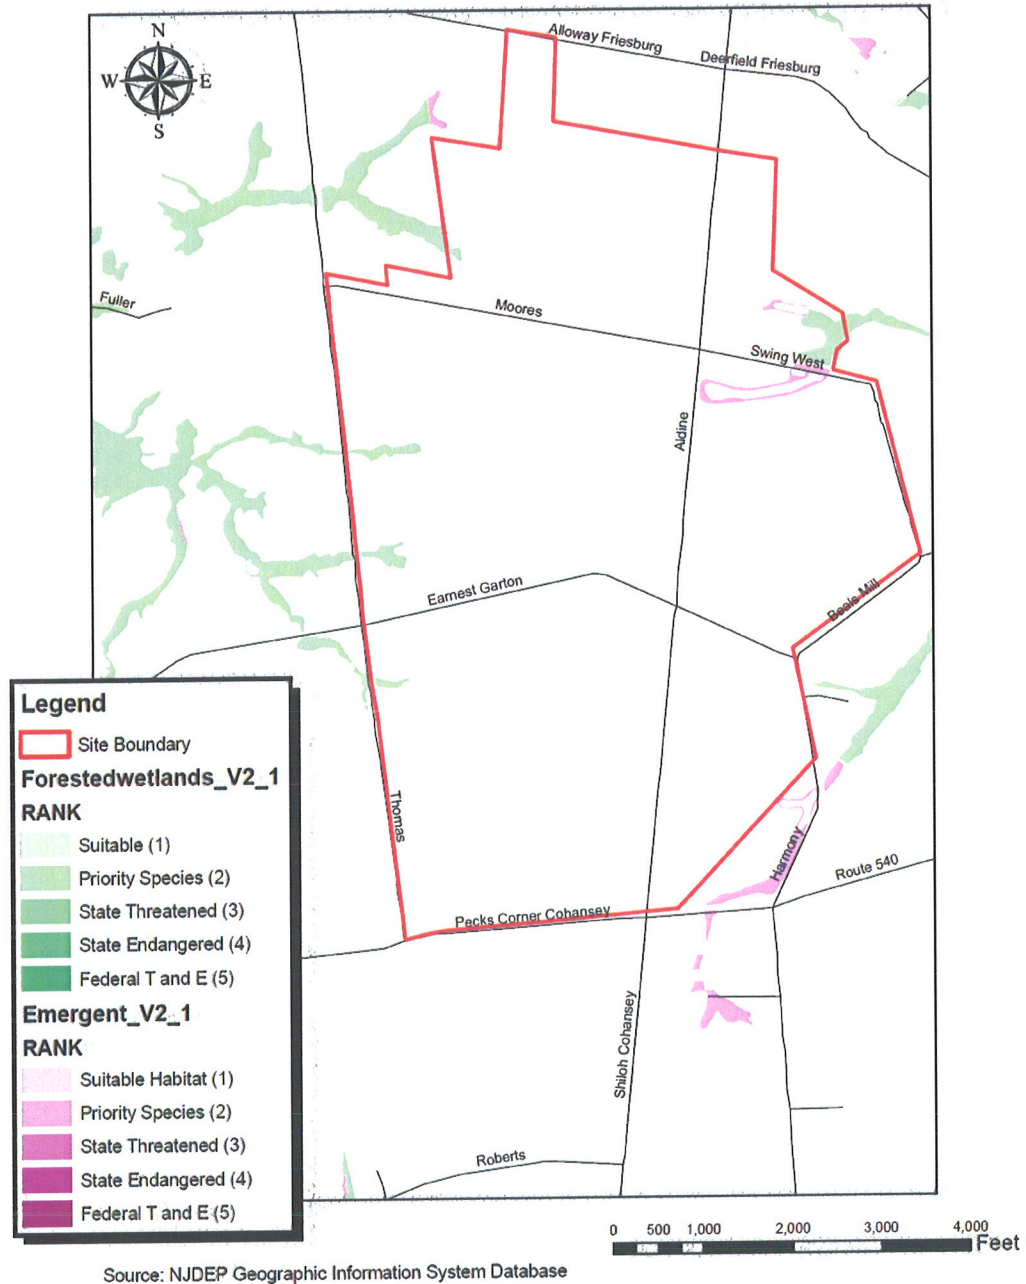 N
W E
S
Alloway Friesburg
Deerfield Friesburg
Fuller
Moores
Swing West
Aldine
Earnest Garton
Beals Mill
Thomas
Harmony
Route 540
Pecks Corner Cohansey
Shiloh Cohansey
Roberts
Legend
Site Boundary
Forestedwetlands_V2_1
RANK
Suitable (1)
Priority Species (2)
State Threatened (3)
State Endangered (4)
Federal T and E (5)
Emergent_V2_1
RANK
Suitable Habitat (1)
Priority Species (2)
State Threatened (3)
State Endangered (4)
Federal T and E (5)
0 500 1,000 2,000 3,000 4,000
Feet
Source: NJDEP Geographic Information System Database